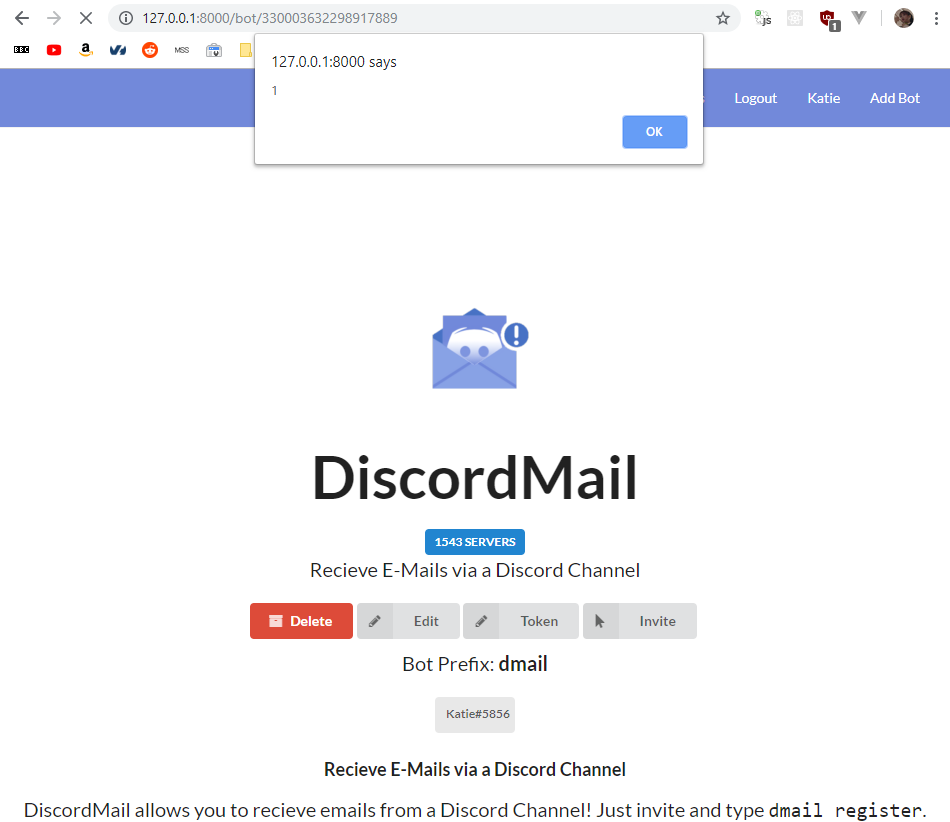 127.0.0.1:8000/bot/330003632298917889
JS
1
BBC
a
MSS
127.0.0.1:8000 says
1
OK
Logout Katie Add Bot
DiscordMail
1543 SERVERS
Recieve E-Mails via a Discord Channel
Delete Edit Token Invite
Bot Prefix: dmail
Katie#5856
Recieve E-Mails via a Discord Channel
DiscordMail allows you to recieve emails from a Discord Channel! Just invite and type dmail register.